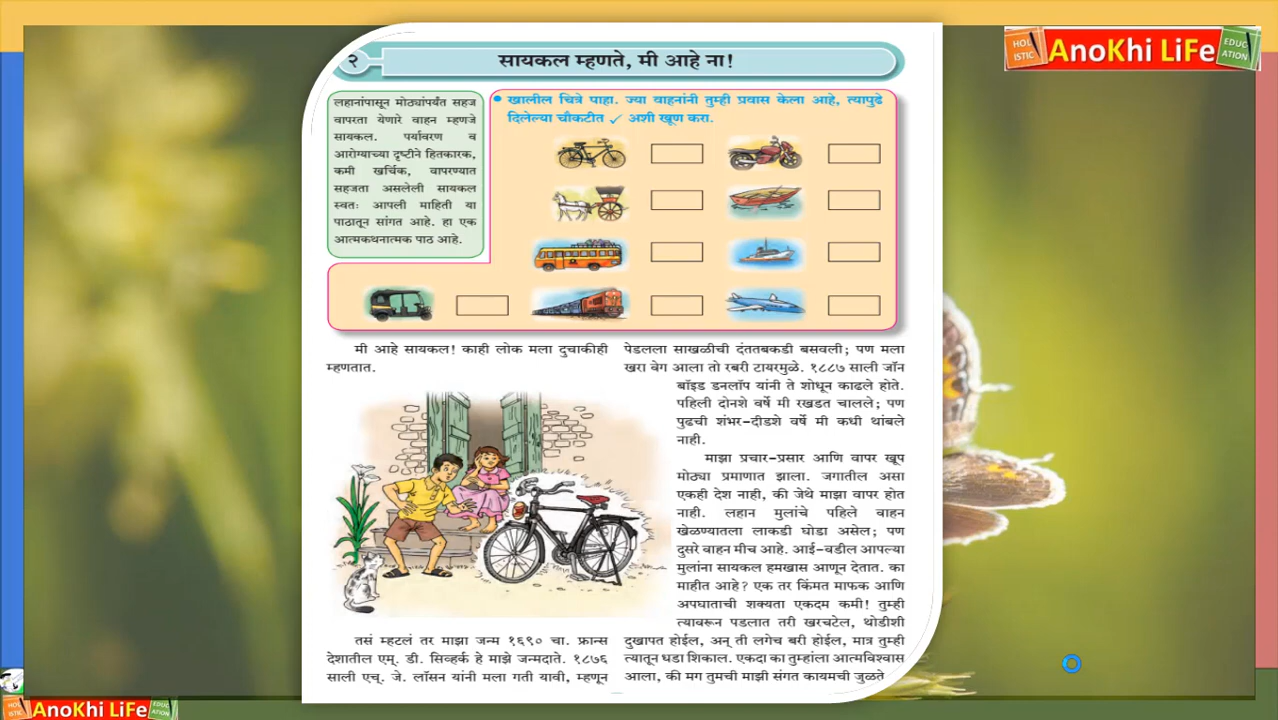 HOLISTIC AnoKhi LiFe EDUCATION
२ सायकल म्हणते, मी आहे ना!
लहानांपासून मोठ्यांपर्यंत सहज
वापरता येणारे वाहन म्हणजे
सायकल. पर्यावरण व
आरोग्याच्या दृष्टीने हितकारक,
कमी खर्चिक, वापरण्यात
सहजता असलेली सायकल
स्वतः आपली माहिती या
पाठातून सांगत आहे. हा एक
आत्मकथनात्मक पाठ आहे.
• खालील चित्रे पाहा. ज्या वाहनांनी तुम्ही प्रवास केला आहे, त्यापुढे
दिलेल्या चौकटीत ✓ अशी खूण करा.
मी आहे सायकल! काही लोक मला दुचाकीही
म्हणतात.
तसं म्हटलं तर माझा जन्म १६९० चा. फ्रान्स
देशातील एम्. डी. सिव्हर्क हे माझे जन्मदाते. १८७६
साली एच्. जे. लॉसन यांनी मला गती यावी, म्हणून
पेडलला साखळीची दंततबकडी बसवली; पण मला
खरा वेग आला तो रबरी टायरमुळे. १८८७ साली जॉन
बॉइड डनलॉप यांनी ते शोधून काढले होते.
पहिली दोनशे वर्षे मी रखडत चालले; पण
पुढची शंभर-दीडशे वर्षे मी कधी थांबले
नाही.
माझा प्रचार-प्रसार आणि वापर खूप
मोठ्या प्रमाणात झाला. जगातील असा
एकही देश नाही, की जेथे माझा वापर होत
नाही. लहान मुलांचे पहिले वाहन
खेळण्यातला लाकडी घोडा असेल; पण
दुसरे वाहन मीच आहे. आई-वडील आपल्या
मुलांना सायकल हमखास आणून देतात. का
माहीत आहे? एक तर किंमत माफक आणि
अपघाताची शक्यता एकदम कमी! तुम्ही
त्यावरून पडलात तरी खरचटेल, थोडीशी
दुखापत होईल, अन् ती लगेच बरी होईल, मात्र तुम्ही
त्यातून धडा शिकाल. एकदा का तुम्हांला आत्मविश्वास
आला, की मग तुमची माझी संगत कायमची जुळते
HOLISTIC AnoKhi LiFe EDUCATION